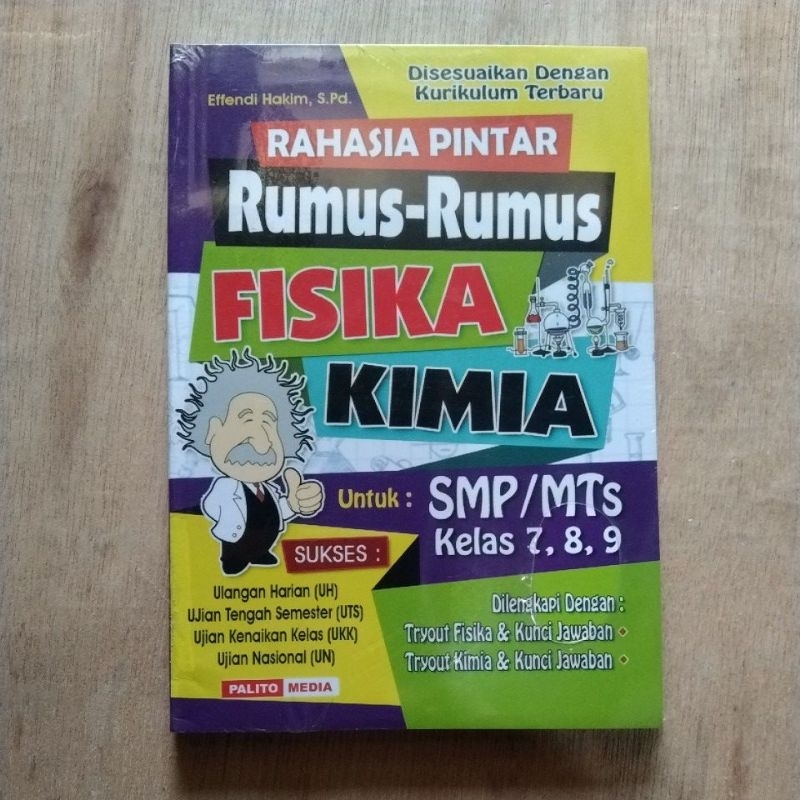 Effendi Hakim, S.Pd.
Disesuaikan Dengan
Kurikulum Terbaru
RAHASIA PINTAR
Rumus-Rumus
FISIKA
KIMIA
Untuk : SMP/MTs
Kelas 7, 8, 9
SUKSES :
Ulangan Harian (UH)
UJian Tengah Semester (UTS)
Ujian Kenaikan Kelas (UKK)
Ujian Nasional (UN)
Dilengkapi Dengan :
Tryout Fisika & Kunci Jawaban
Tryout Kimia & Kunci Jawaban
PALITO MEDIA